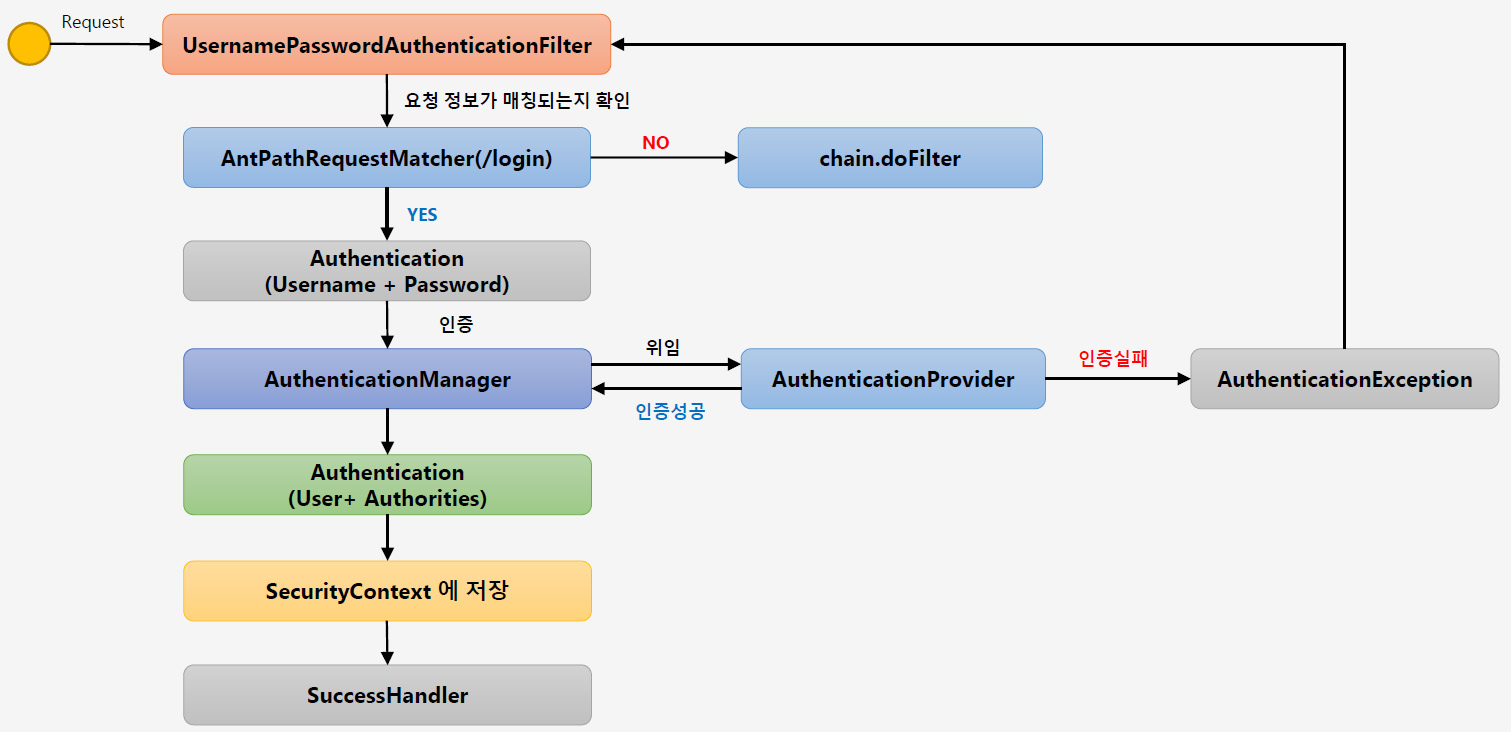 Request
UsernamePasswordAuthenticationFilter
요청 정보가 매칭되는지 확인
AntPathRequestMatcher(/login)
NO
chain.doFilter
YES
Authentication
(Username + Password)
인증
AuthenticationManager
위임
인증성공
AuthenticationProvider
인증실패
AuthenticationException
Authentication
(User+ Authorities)
SecurityContext 에 저장
SuccessHandler